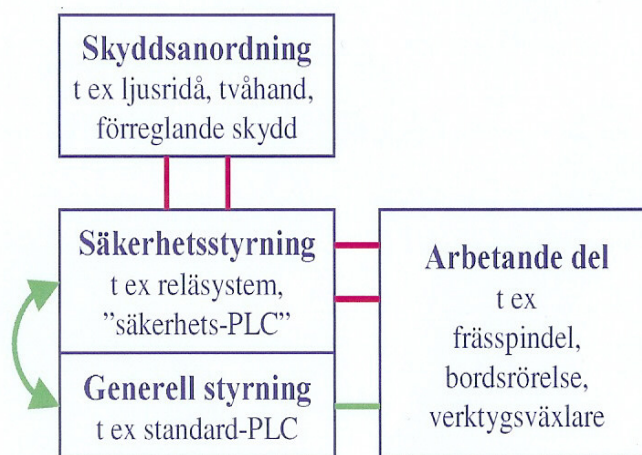 Skyddsanordning
t ex ljusridå, tvåhand,
förreglande skydd
Säkerhetsstyrning
t ex reläsystem,
”säkerhets-PLC”
Generell styrning
t ex standard-PLC
Arbetande del
t ex
frässpindel,
bordsrörelse,
verktygsväxlare